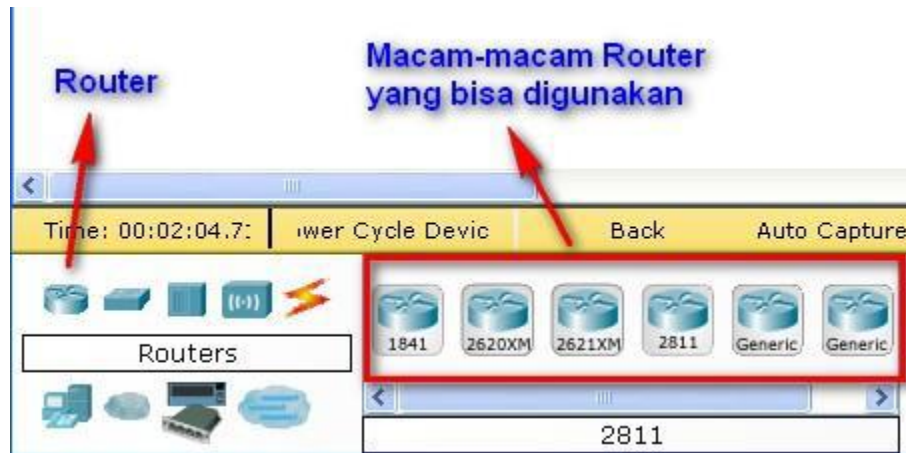 Router
Macam-macam Router
yang bisa digunakan
Time: 00:02:04.7:
wer Cycle Devic
Back
Auto Capture
Routers
1841
2620XM
2621XM
2811
Generic
Generic
2811